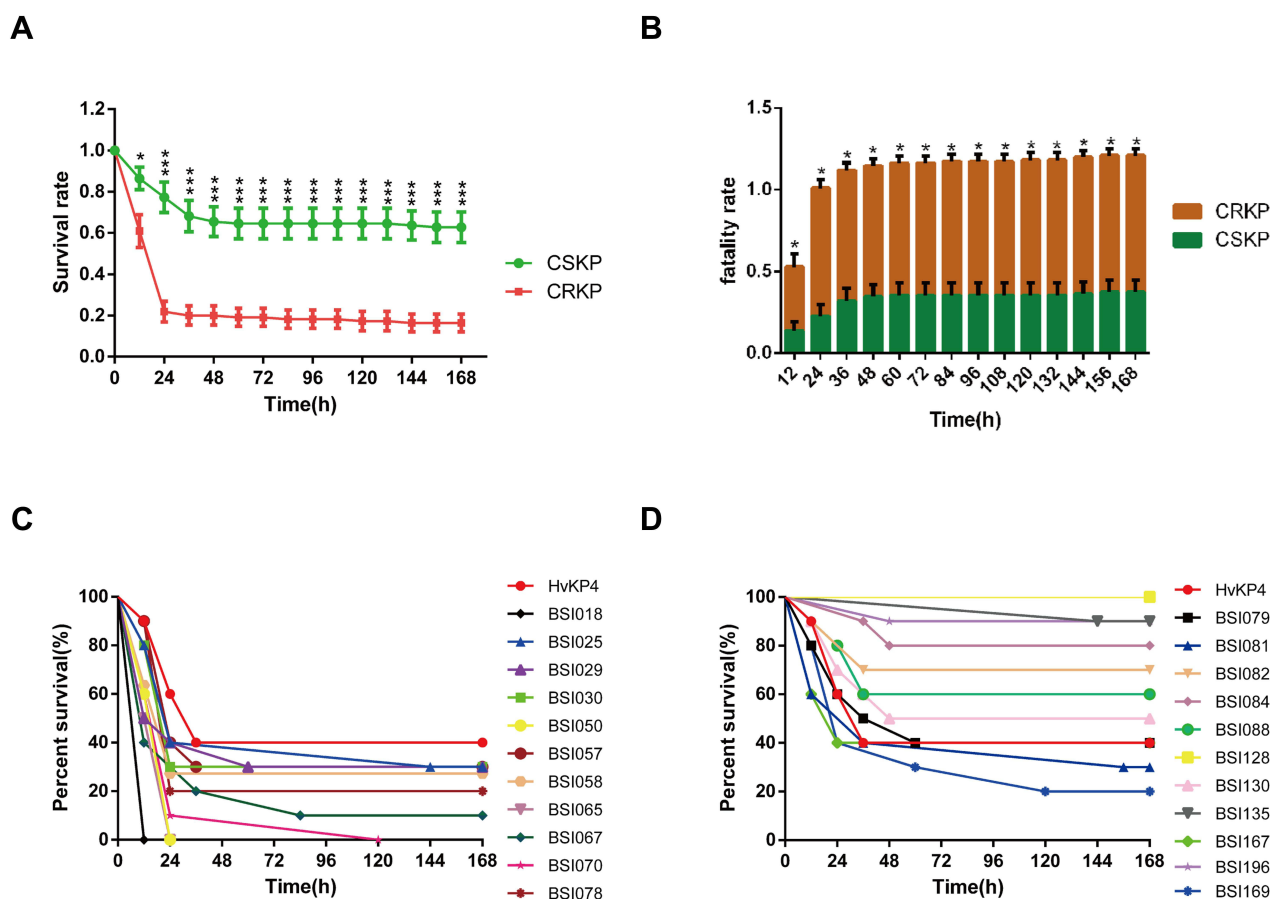 A
B
1.2
1.0
0.8
0.6
0.4
0.2
0.0
Survival rate
* *** *** *** *** *** *** *** *** *** *** *** *** ***
0 24 48 72 96 120 144 168
Time(h)
CSKP
CRKP
1.5
1.0
0.5
0.0
fatality rate
* * * * * * * * * * * * * *
12 24 36 48 60 72 84 96 108 120 132 144 156 168
Time(h)
CRKP
CSKP
C
D
100
80
60
40
20
0
Percent survival(%)
0 24 48 72 96 120 144 168
Time(h)
HvKP4
BSI018
BSI025
BSI029
BSI030
BSI050
BSI057
BSI058
BSI065
BSI067
BSI070
BSI078
100
80
60
40
20
0
Percent survival(%)
0 24 48 72 96 120 144 168
Time(h)
HvKP4
BSI079
BSI081
BSI082
BSI084
BSI088
BSI128
BSI130
BSI135
BSI167
BSI196
BSI169